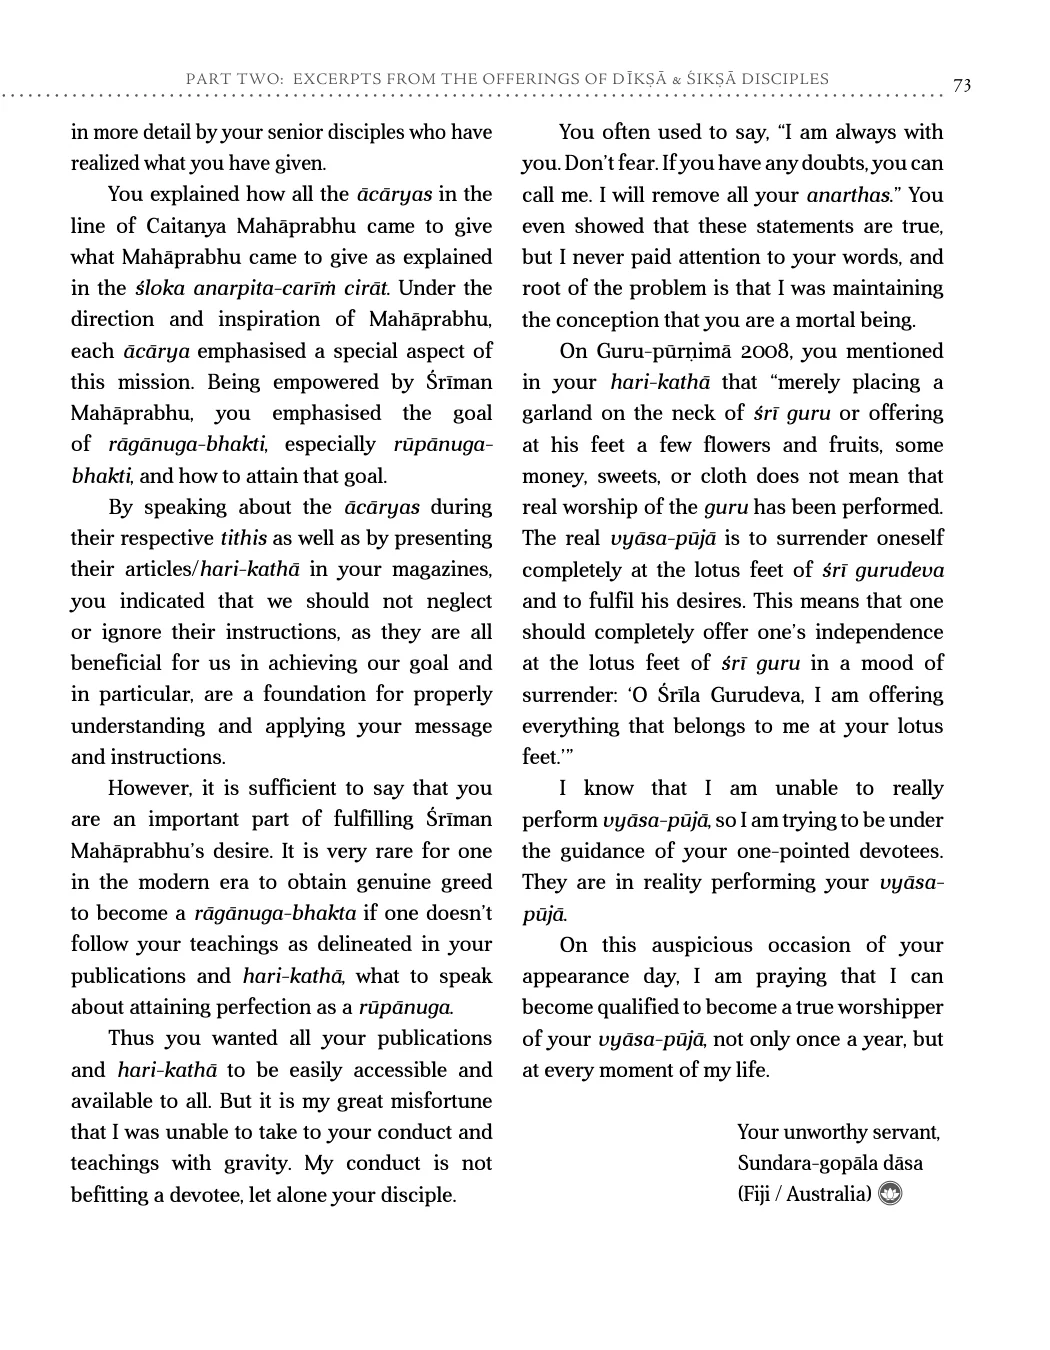 PART TWO: EXCERPTS FROM THE OFFERINGS OF DĪKṢĀ & ŚIKṢĀ DISCIPLES
73
in more detail by your senior disciples who have
realized what you have given.
You explained how all the ācāryas in the
line of Caitanya Mahāprabhu came to give
what Mahāprabhu came to give as explained
in the śloka anarpita-carīṁ cirāt. Under the
direction and inspiration of Mahāprabhu,
each ācārya emphasised a special aspect of
this mission. Being empowered by Śrīman
Mahāprabhu, you emphasised the goal
of rāgānuga-bhakti, especially rūpānuga-
bhakti, and how to attain that goal.
By speaking about the ācāryas during
their respective tithis as well as by presenting
their articles/hari-kathā in your magazines,
you indicated that we should not neglect
or ignore their instructions, as they are all
beneficial for us in achieving our goal and
in particular, are a foundation for properly
understanding and applying your message
and instructions.
However, it is sufficient to say that you
are an important part of fulfilling Śrīman
Mahāprabhu's desire. It is very rare for one
in the modern era to obtain genuine greed
to become a rāgānuga-bhakta if one doesn't
follow your teachings as delineated in your
publications and hari-kathā, what to speak
about attaining perfection as a rūpānuga.
Thus you wanted all your publications
and hari-kathā to be easily accessible and
available to all. But it is my great misfortune
that I was unable to take to your conduct and
teachings with gravity. My conduct is not
befitting a devotee, let alone your disciple.
You often used to say, “I am always with
you. Don't fear. If you have any doubts, you can
call me. I will remove all your anarthas.” You
even showed that these statements are true,
but I never paid attention to your words, and
root of the problem is that I was maintaining
the conception that you are a mortal being.
On Guru-pūrṇimā 2008, you mentioned
in your hari-kathā that “merely placing a
garland on the neck of śrī guru or offering
at his feet a few flowers and fruits, some
money, sweets, or cloth does not mean that
real worship of the guru has been performed.
The real vyāsa-pūjā is to surrender oneself
completely at the lotus feet of śrī gurudeva
and to fulfil his desires. This means that one
should completely offer one's independence
at the lotus feet of śrī guru in a mood of
surrender: ‘O Śrīla Gurudeva, I am offering
everything that belongs to me at your lotus
feet.’”
I know that I am unable to really
perform vyāsa-pūjā, so I am trying to be under
the guidance of your one-pointed devotees.
They are in reality performing your vyāsa-
pūjā.
On this auspicious occasion of your
appearance day, I am praying that I can
become qualified to become a true worshipper
of your vyāsa-pūjā, not only once a year, but
at every moment of my life.
Your unworthy servant,
Sundara-gopāla dāsa
(Fiji / Australia)